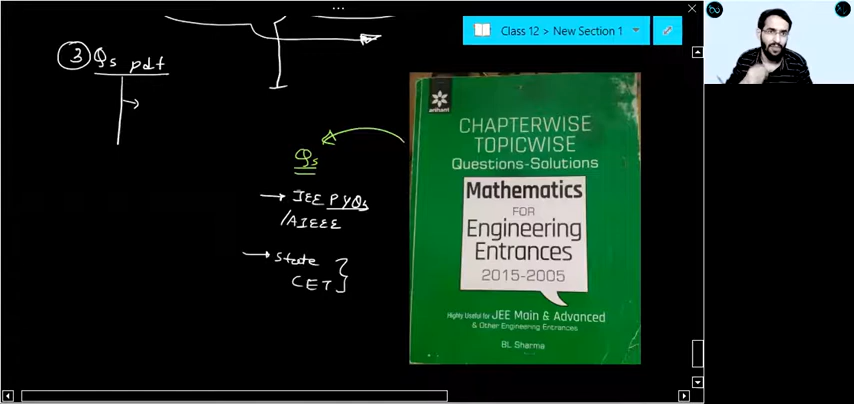 ...
Class 12 > New Section 1
③ Qs pdf
Qs
→ JEE PYQs
/AIEEE
→ State
CET }
arihant
CHAPTERWISE
TOPICWISE
Questions-Solutions
Mathematics
FOR
Engineering
Entrances
2015-2005
Highly Useful for JEE Main & Advanced
& Other Engineering Entrances
BL Sharma